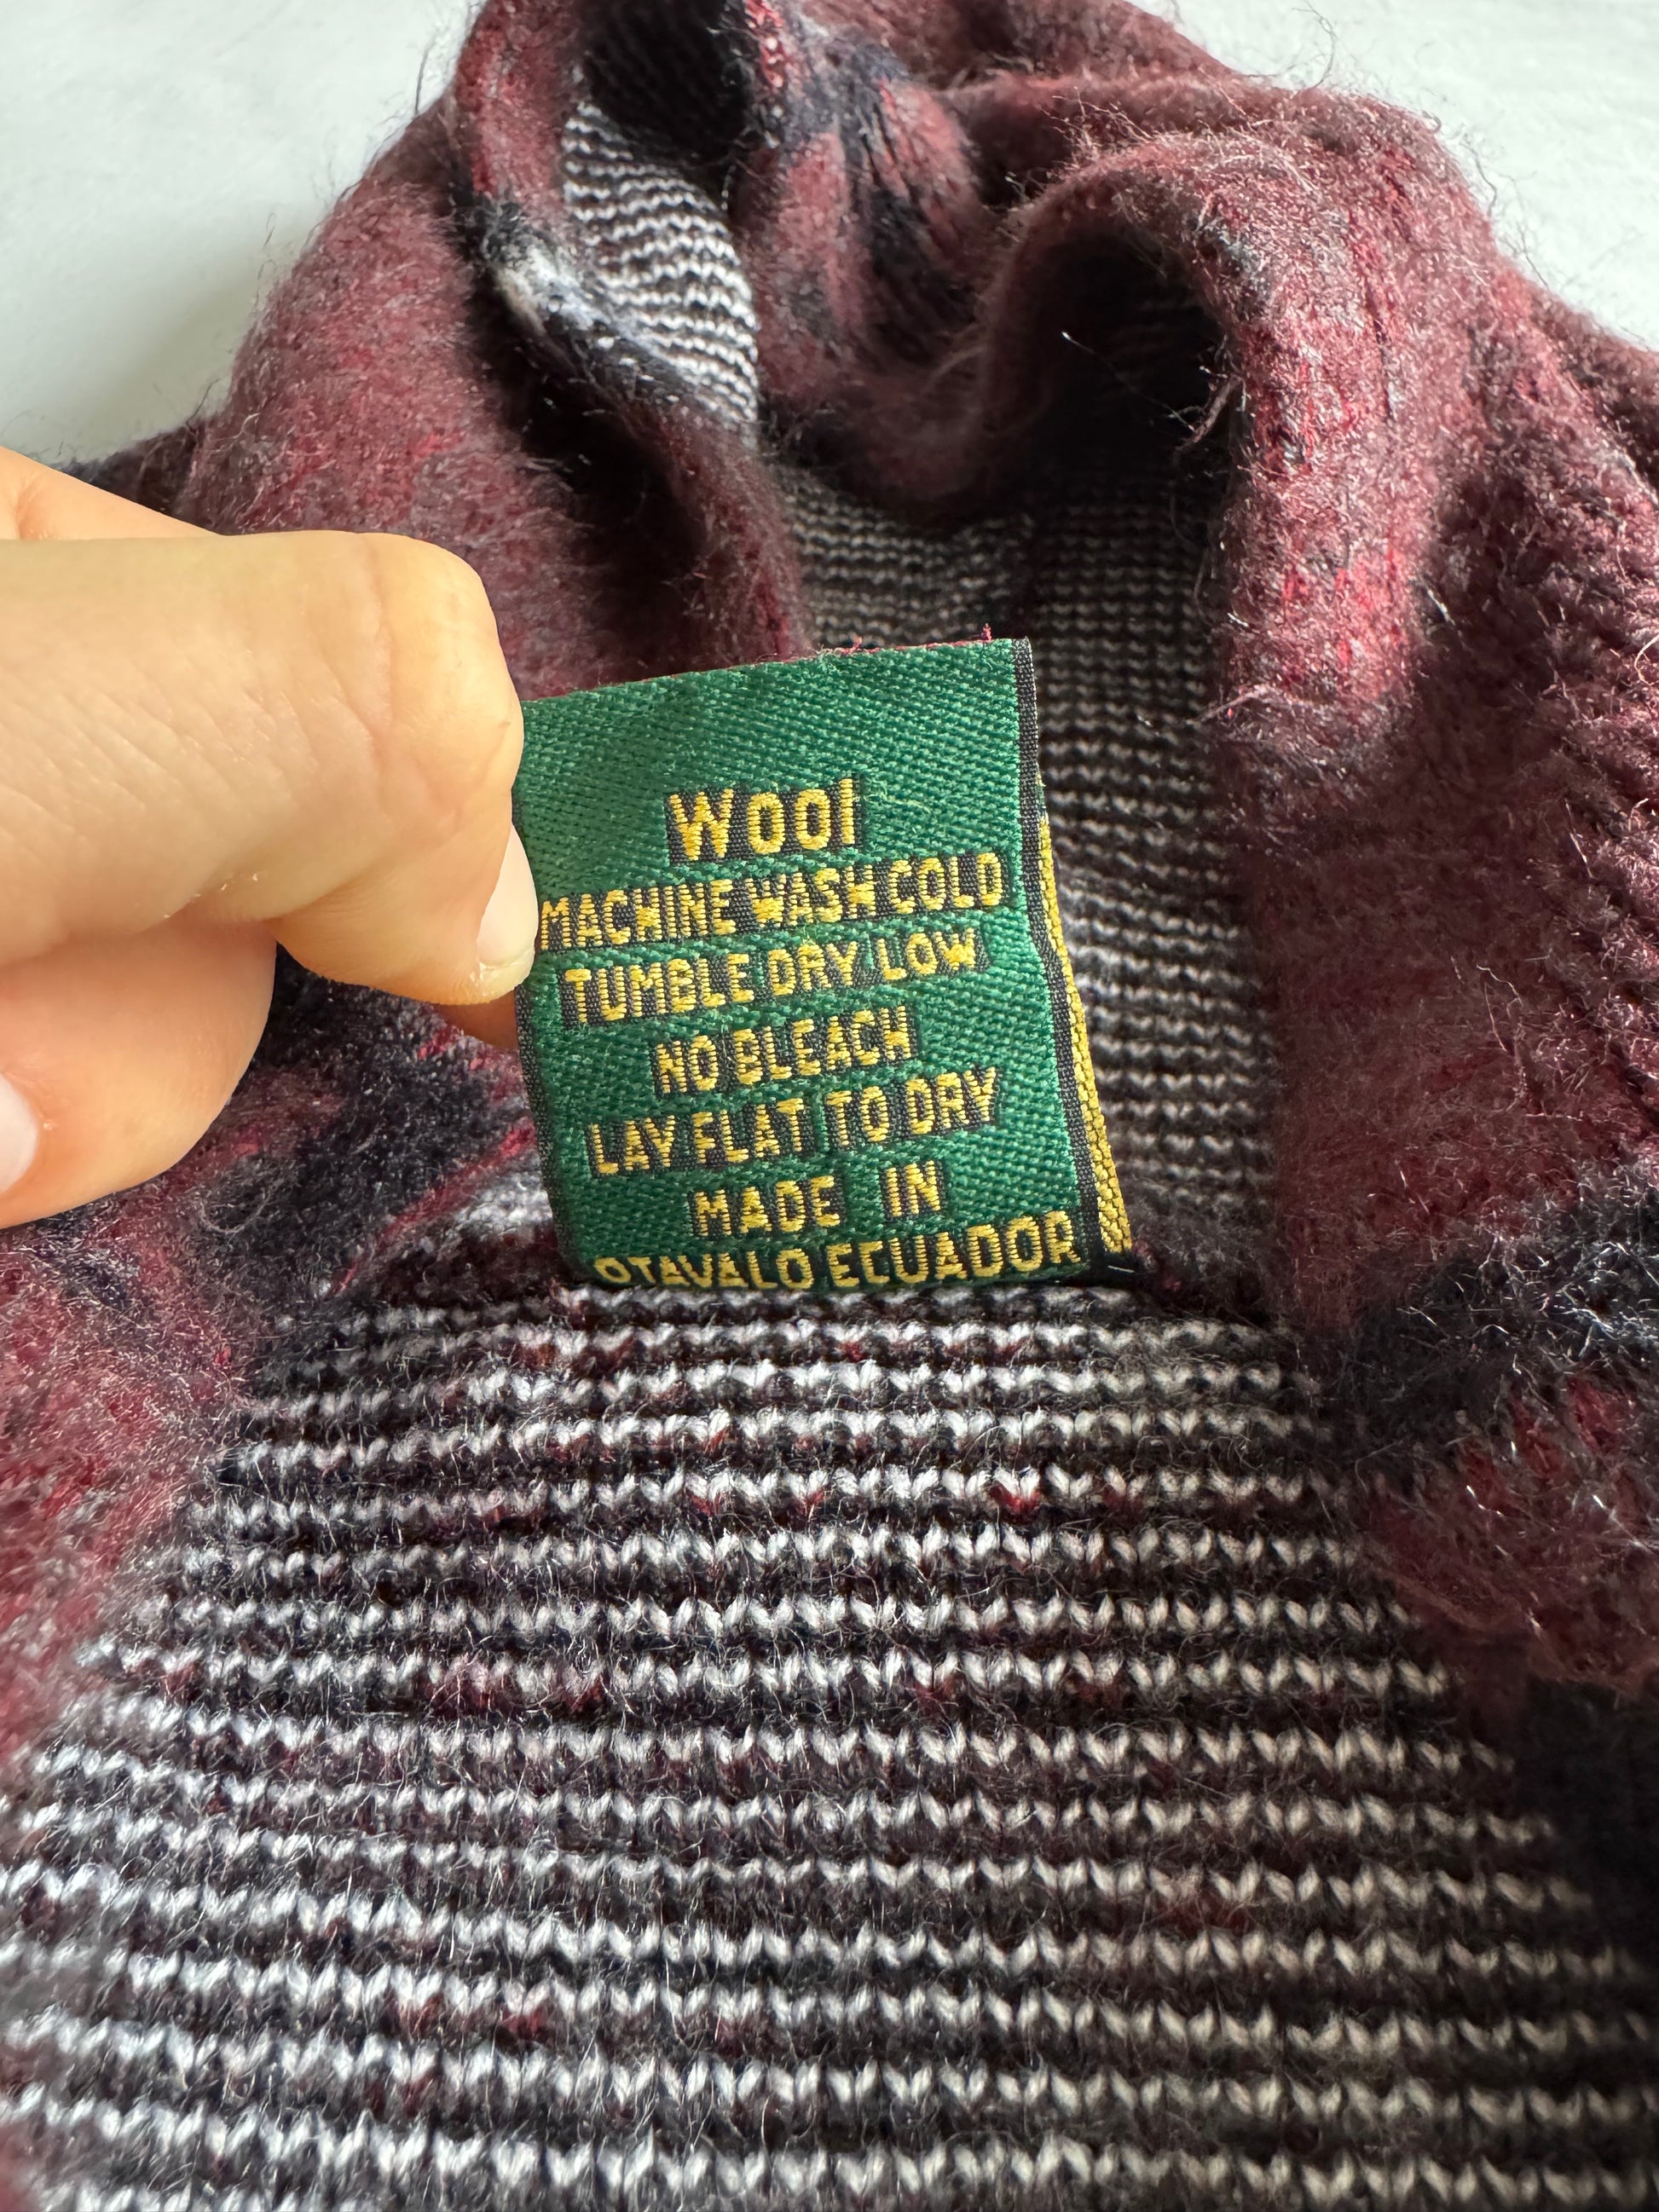 Wool
MACHINE WASH COLD
TUMBLE DRY LOW
NO BLEACH
LAY FLAT TO DRY
MADE IN
OTAVALO ECUADOR